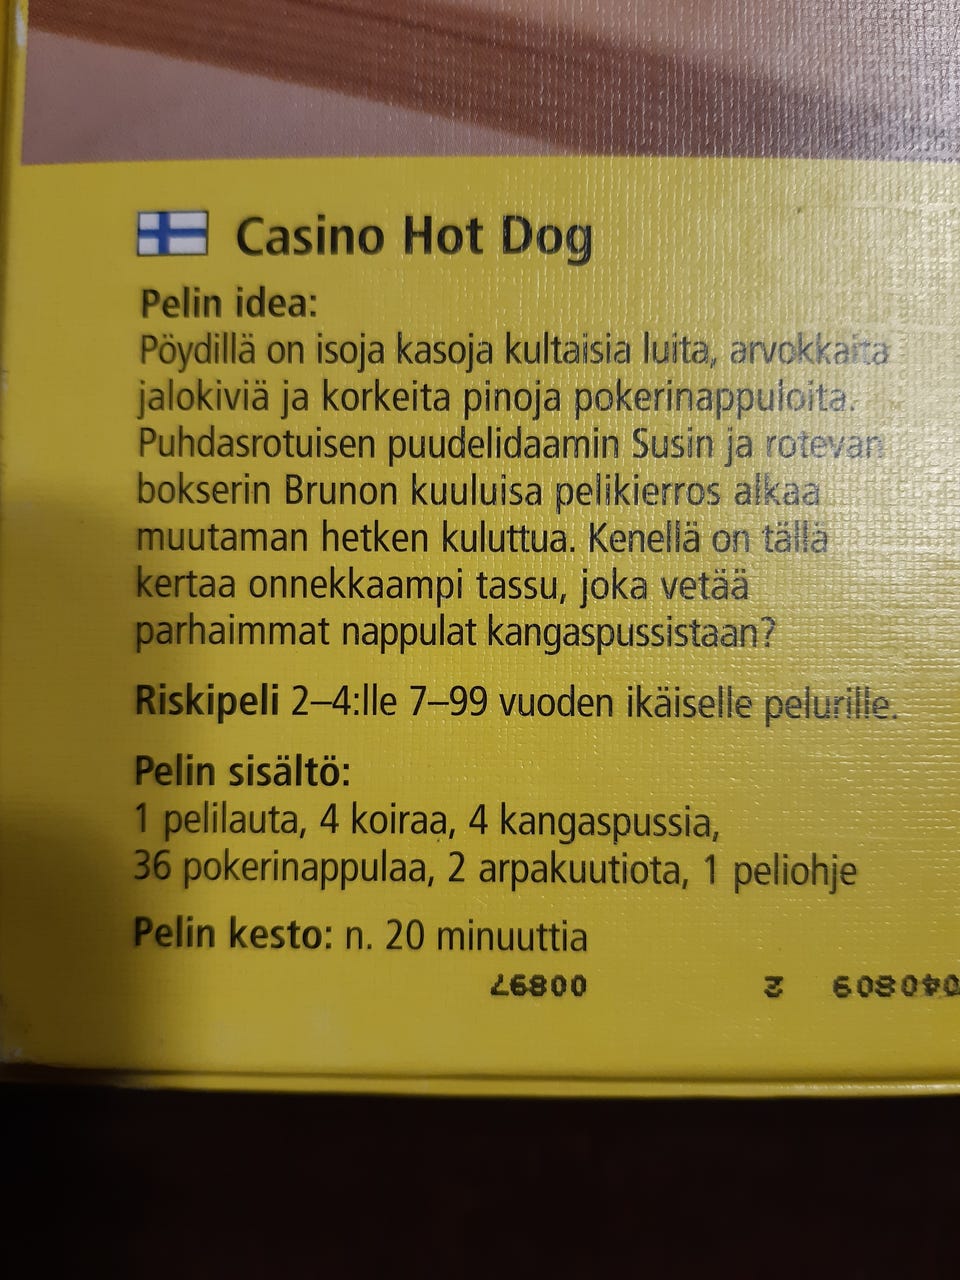 Casino Hot Dog
Pelin idea:
Pöydillä on isoja kasoja kultaisia luita, arvokkaita
jalokiviä ja korkeita pinoja pokerinappuloita.
Puhdasrotuisen puudelidaamin Susin ja rotevan
bokserin Brunon kuuluisa pelikierros alkaa
muutaman hetken kuluttua. Kenellä on tällä
kertaa onnekkaampi tassu, joka vetää
parhaimmat nappulat kangaspussistaan?
Riskipeli 2–4:lle 7–99 vuoden ikäiselle pelurille.
Pelin sisältö:
1 pelilauta, 4 koiraa, 4 kangaspussia,
36 pokerinappulaa, 2 arpakuutiota, 1 peliohje
Pelin kesto: n. 20 minuuttia